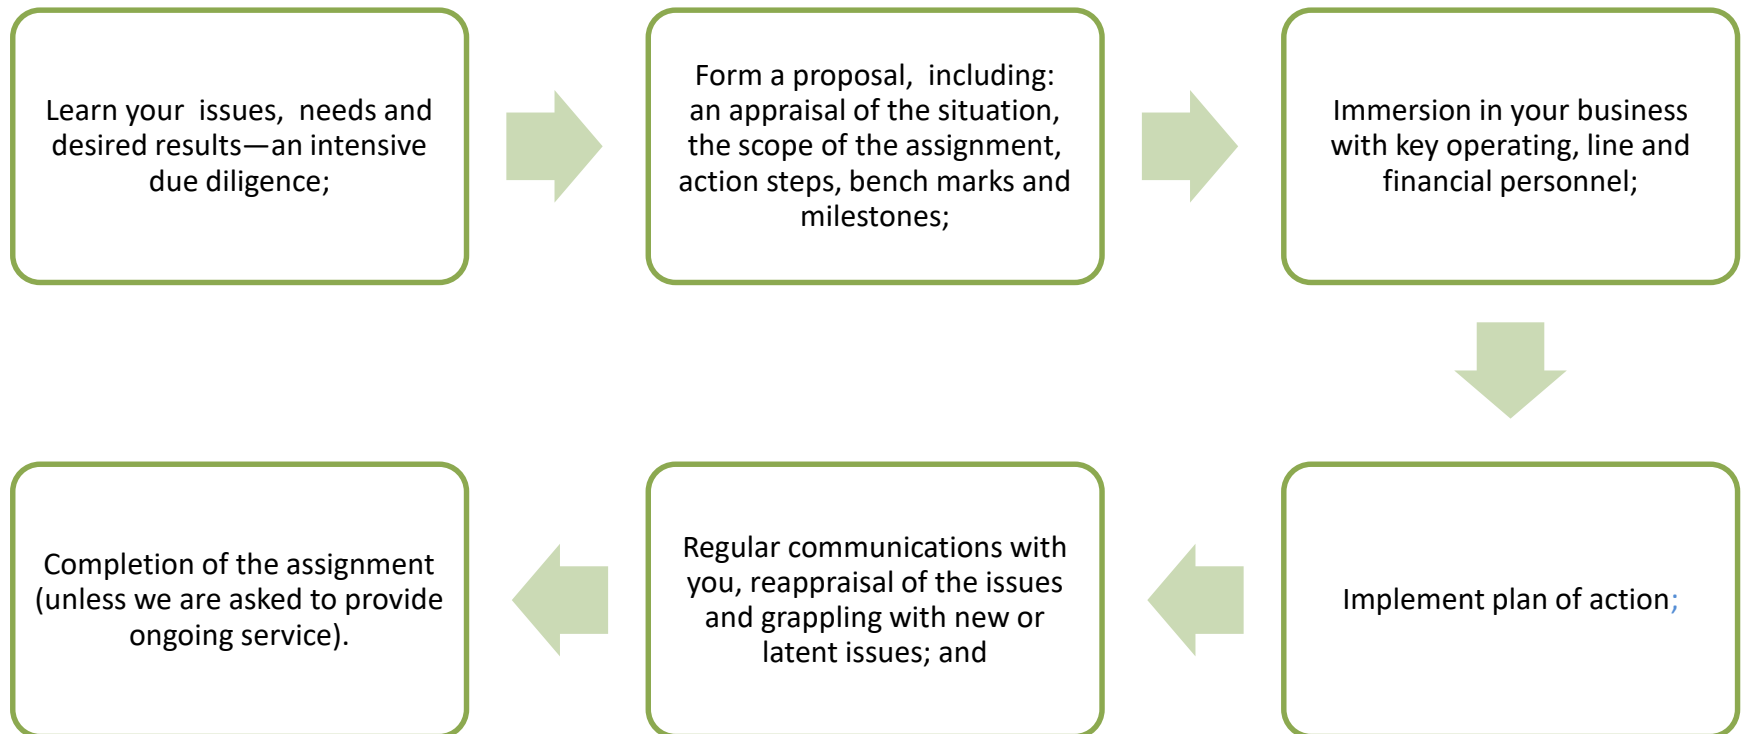 Learn your  issues,  needs and
desired results—an intensive
due diligence;
Form a proposal,  including:
an appraisal of the situation,
the scope of the assignment,
action steps, bench marks and
milestones;
Immersion in your business
with key operating, line and
financial personnel;
Implement plan of action;
Regular communications with
you, reappraisal of the issues
and grappling with new or
latent issues; and
Completion of the assignment
(unless we are asked to provide
ongoing service).